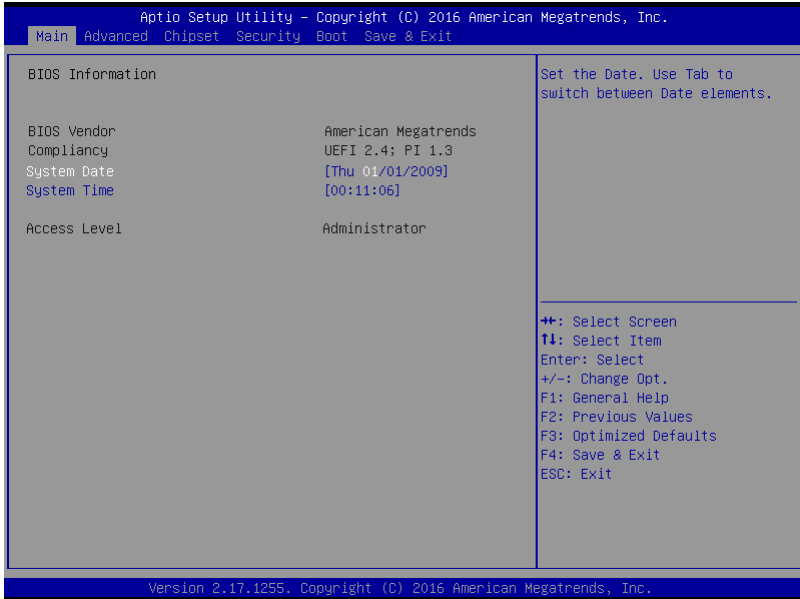 Aptio Setup Utility – Copyright (C) 2016 American Megatrends, Inc.
Main Advanced Chipset Security Boot Save & Exit
BIOS Information
BIOS Vendor American Megatrends
Compliancy UEFI 2.4; PI 1.3
System Date [Thu 01/01/2009]
System Time [00:11:06]
Access Level Administrator
Set the Date. Use Tab to
switch between Date elements.
→←: Select Screen
↑↓: Select Item
Enter: Select
+/-: Change Opt.
F1: General Help
F2: Previous Values
F3: Optimized Defaults
F4: Save & Exit
ESC: Exit
Version 2.17.1255. Copyright (C) 2016 American Megatrends, Inc.